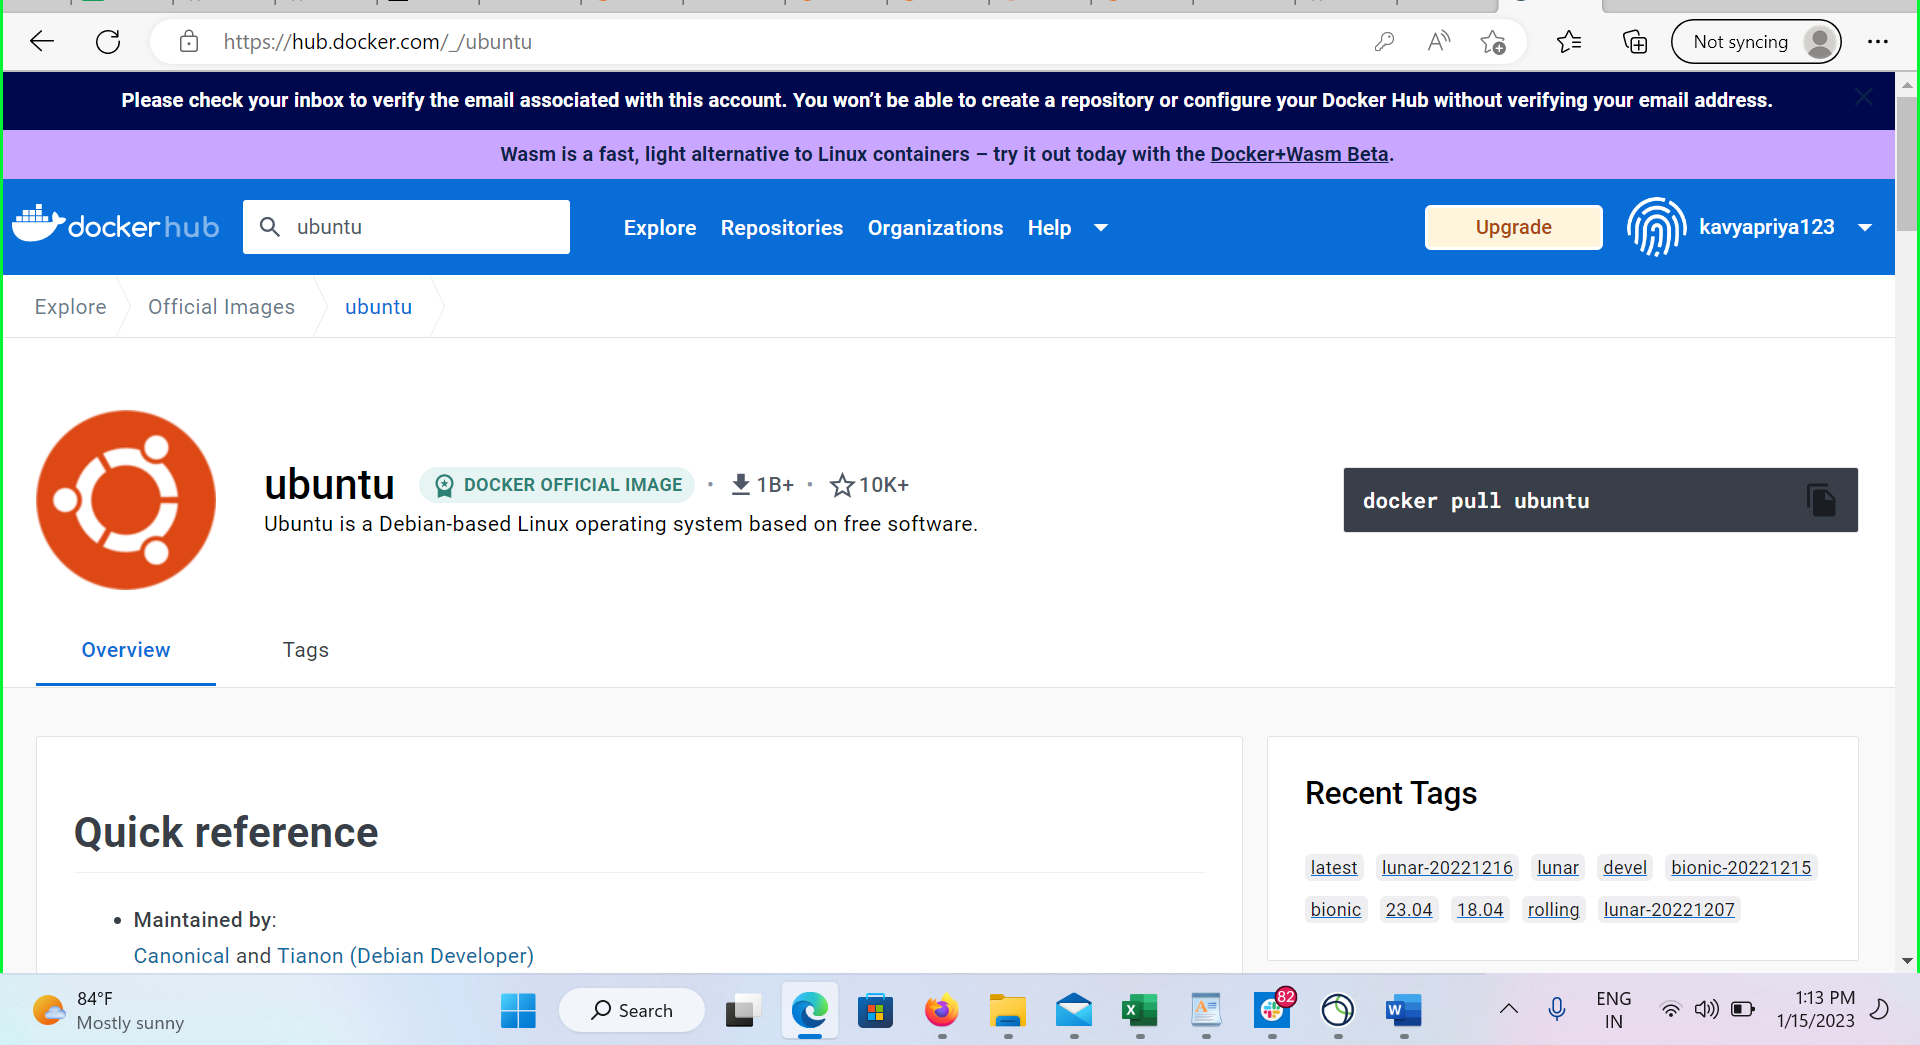 https://hub.docker.com/_/ubuntu
Not syncing
Please check your inbox to verify the email associated with this account. You won't be able to create a repository or configure your Docker Hub without verifying your email address.
Wasm is a fast, light alternative to Linux containers – try it out today with the Docker+Wasm Beta.
dockerhub
ubuntu
Explore
Repositories
Organizations
Help
Upgrade
kavyapriya123
Explore
Official Images
ubuntu
ubuntu
DOCKER OFFICIAL IMAGE
1B+
10K+
Ubuntu is a Debian-based Linux operating system based on free software.
docker pull ubuntu
Overview
Tags
Quick reference
Maintained by:
Canonical and Tianon (Debian Developer)
Recent Tags
latest lunar-20221216 lunar devel bionic-20221215
bionic 23.04 18.04 rolling lunar-20221207
84°F
Mostly sunny
Search
82
ENG
IN
1:13 PM
1/15/2023